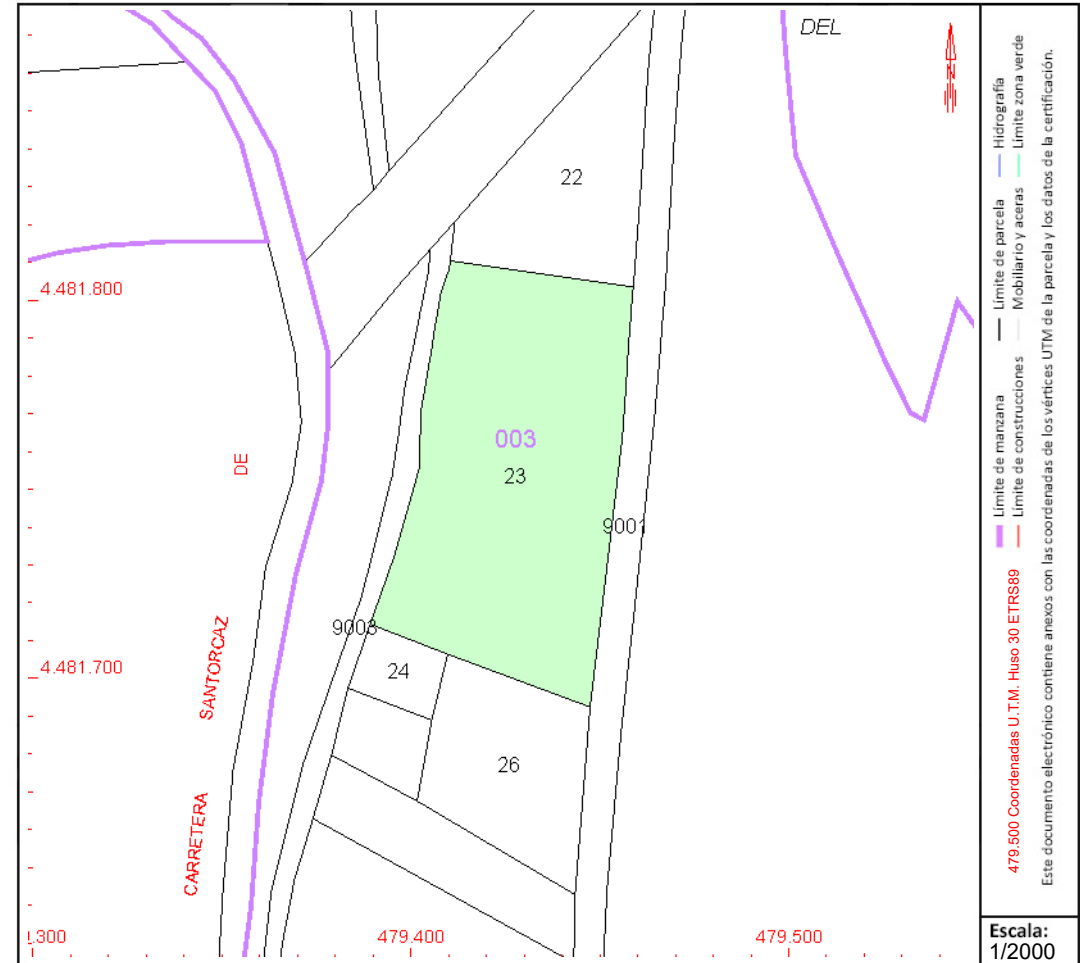 DEL
22
4.481.800
003
23
DE
9001
9003
SANTORCAZ
4.481.700
24
26
CARRETERA
.300
479.400
479.500
N
Límite de manzana
Límite de parcela
Hidrografía
Límite de construcciones
Mobiliario y aceras
Límite zona verde
479.500 Coordenadas U.T.M. Huso 30 ETRS89
Este documento electrónico contiene anexos con las coordenadas de los vértices UTM de la parcela y los datos de la certificación.
Escala:
1/2000